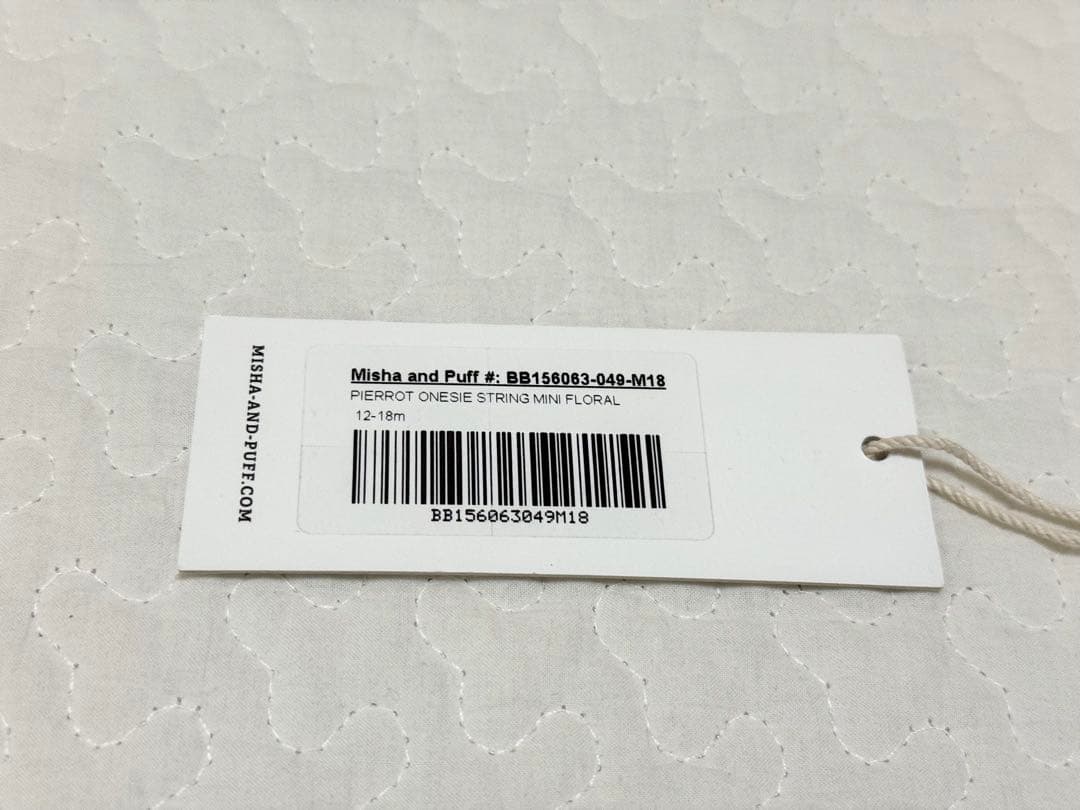 MISHA-AND-PUFF.COM
Misha and Puff #: BB156063-049-M18
PIERROT ONESIE STRING MINI FLORAL
12-18m
BB156063049M18